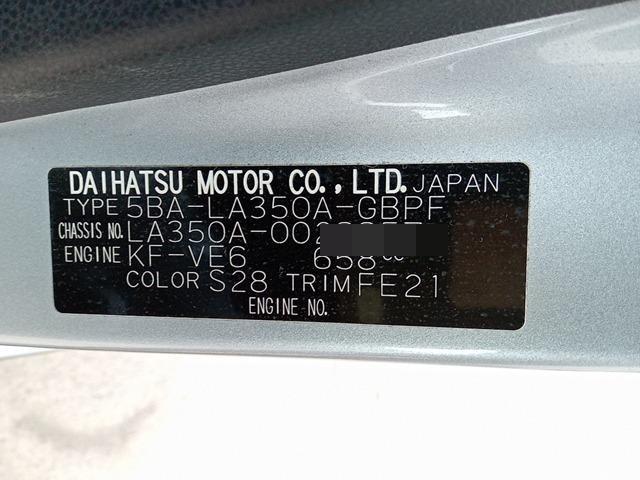 DAIHATSU MOTOR CO., LTD. JAPAN
TYPE 5BA-LA350A-GBPF
CHASSIS NO. LA350A-00
ENGINE KF-VE6 658cc
COLOR S28 TRIM FE21
ENGINE NO.